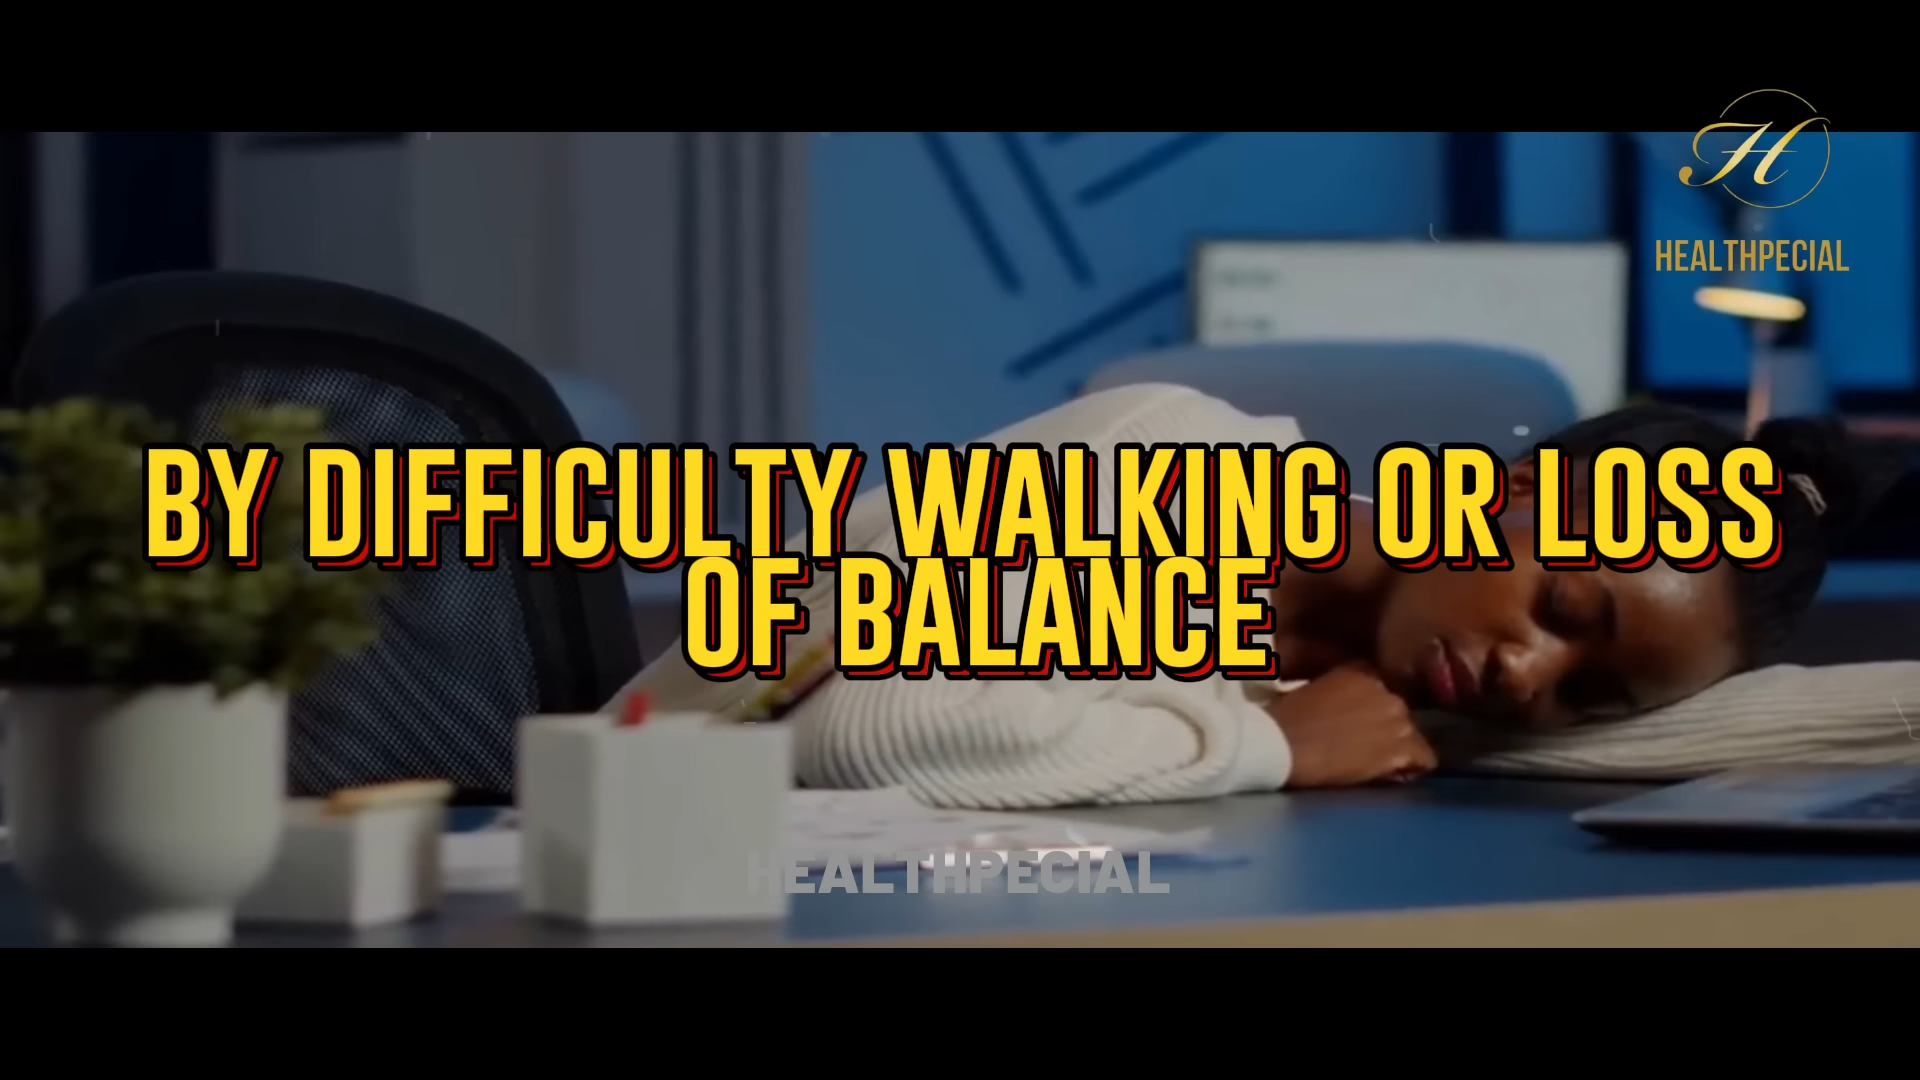 H
HEALTHPECIAL
BY DIFFICULTY WALKING OR LOSS
OF BALANCE
HEALTHPECIAL